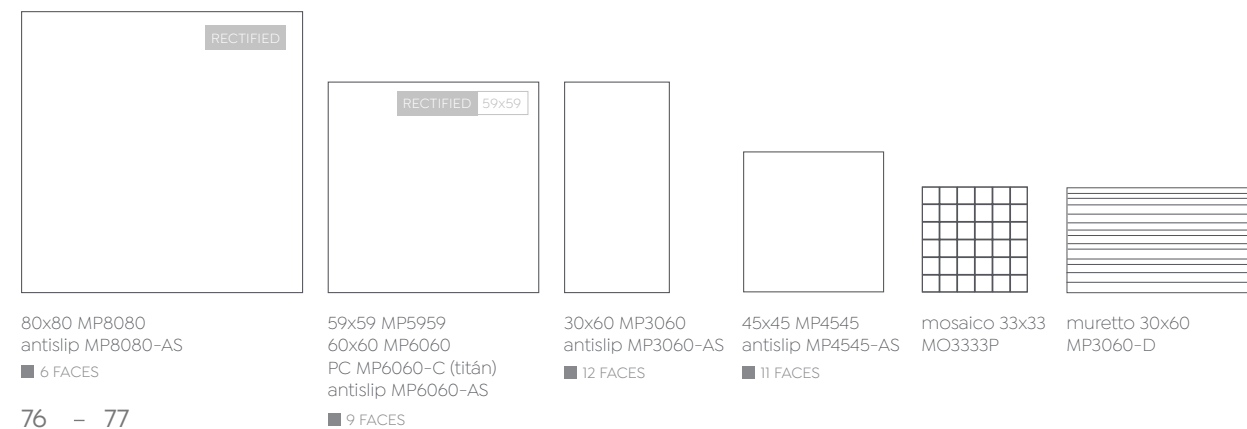 RECTIFIED
RECTIFIED 59x59
80x80 MP8080
antislip MP8080-AS
6 FACES
59x59 MP5959
60x60 MP6060
PC MP6060-C (titán)
antislip MP6060-AS
9 FACES
30x60 MP3060
antislip MP3060-AS
12 FACES
45x45 MP4545
antislip MP4545-AS
11 FACES
mosaico 33x33
MO3333P
muretto 30x60
MP3060-D
76 – 77